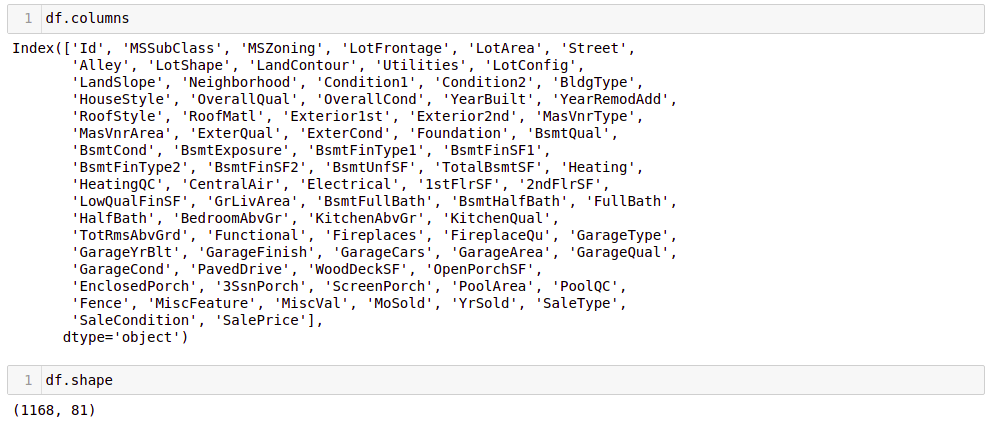 1 df.columns
Index(['Id', 'MSSubClass', 'MSZoning', 'LotFrontage', 'LotArea', 'Street',
'Alley', 'LotShape', 'LandContour', 'Utilities', 'LotConfig',
'LandSlope', 'Neighborhood', 'Condition1', 'Condition2', 'BldgType',
'HouseStyle', 'OverallQual', 'OverallCond', 'YearBuilt', 'YearRemodAdd',
'RoofStyle', 'RoofMatl', 'Exterior1st', 'Exterior2nd', 'MasVnrType',
'MasVnrArea', 'ExterQual', 'ExterCond', 'Foundation', 'BsmtQual',
'BsmtCond', 'BsmtExposure', 'BsmtFinType1', 'BsmtFinSF1',
'BsmtFinType2', 'BsmtFinSF2', 'BsmtUnfSF', 'TotalBsmtSF', 'Heating',
'HeatingQC', 'CentralAir', 'Electrical', '1stFlrSF', '2ndFlrSF',
'LowQualFinSF', 'GrLivArea', 'BsmtFullBath', 'BsmtHalfBath', 'FullBath',
'HalfBath', 'BedroomAbvGr', 'KitchenAbvGr', 'KitchenQual',
'TotRmsAbvGrd', 'Functional', 'Fireplaces', 'FireplaceQu', 'GarageType',
'GarageYrBlt', 'GarageFinish', 'GarageCars', 'GarageArea', 'GarageQual',
'GarageCond', 'PavedDrive', 'WoodDeckSF', 'OpenPorchSF',
'EnclosedPorch', '3SsnPorch', 'ScreenPorch', 'PoolArea', 'PoolQC',
'Fence', 'MiscFeature', 'MiscVal', 'MoSold', 'YrSold', 'SaleType',
'SaleCondition', 'SalePrice'],
dtype='object')
1 df.shape
(1168, 81)